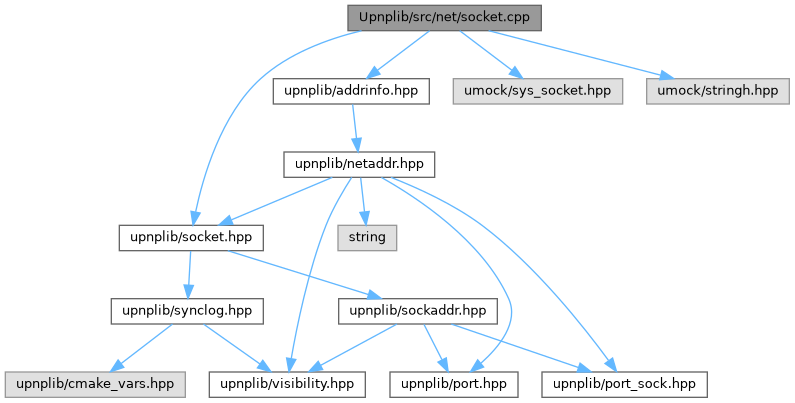 Upnplib/src/net/socket.cpp
upnplib/addrinfo.hpp
umock/sys_socket.hpp
umock/stringh.hpp
upnplib/netaddr.hpp
upnplib/socket.hpp
string
upnplib/synclog.hpp
upnplib/sockaddr.hpp
upnplib/cmake_vars.hpp
upnplib/visibility.hpp
upnplib/port.hpp
upnplib/port_sock.hpp